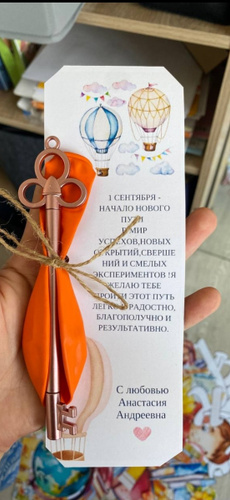 1 СЕНТЯБРЯ -
НАЧАЛО НОВОГО
ПУТИ
В МИР
УСПЕХОВ,НОВЫХ
ОТКРЫТИЙ,СВЕРШЕ
НИЙ И СМЕЛЫХ
ЭКСПЕРИМЕНТОВ !Я
ЖЕЛАЮ ТЕБЕ
ПРОЙТИ ЭТОТ ПУТЬ
ЛЕГКО,РАДОСТНО,
БЛАГОПОЛУЧНО И
РЕЗУЛЬТАТИВНО.
С любовью
Анастасия
Андреевна